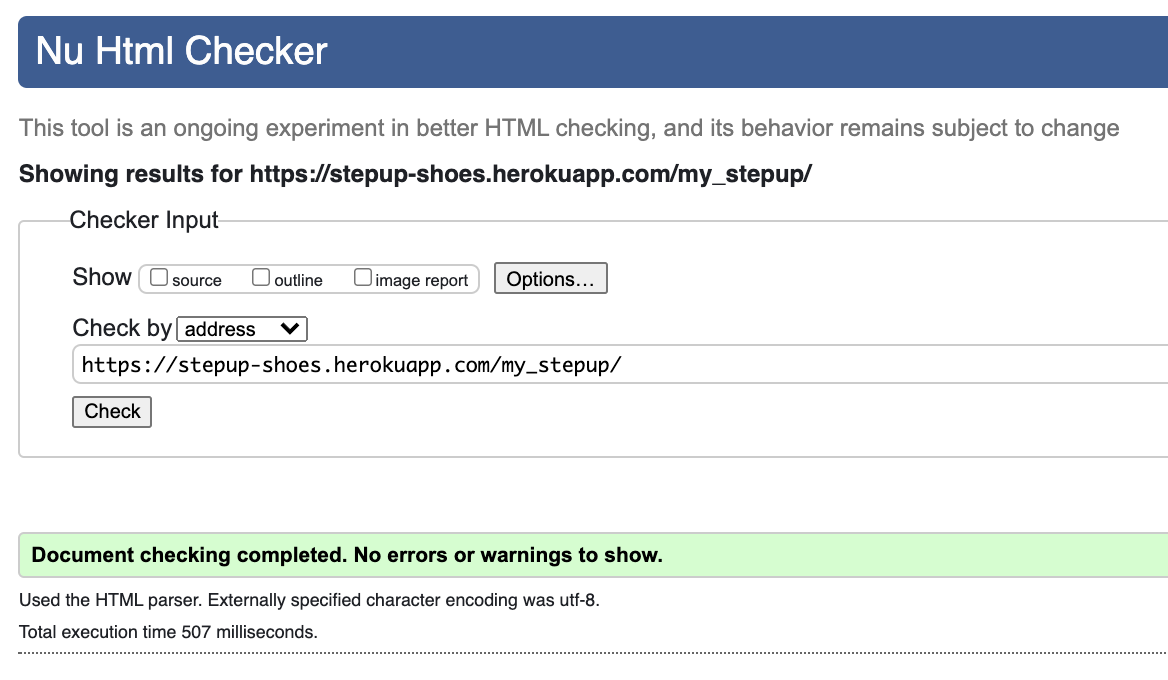 Nu Html Checker
This tool is an ongoing experiment in better HTML checking, and its behavior remains subject to change
Showing results for https://stepup-shoes.herokuapp.com/my_stepup/
Checker Input
Show source outline image report Options...
Check by address
https://stepup-shoes.herokuapp.com/my_stepup/
Check
Document checking completed. No errors or warnings to show.
Used the HTML parser. Externally specified character encoding was utf-8.
Total execution time 507 milliseconds.